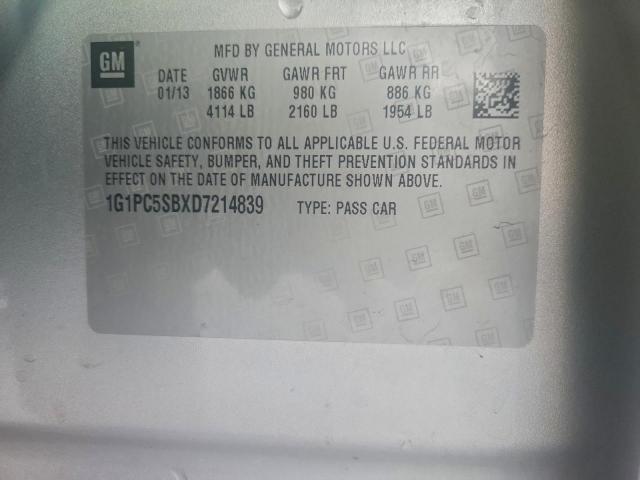 GM
MFD BY GENERAL MOTORS LLC
DATE GVWR GAWR FRT GAWR RR
01/13 1866 KG 980 KG 886 KG
4114 LB 2160 LB 1954 LB
THIS VEHICLE CONFORMS TO ALL APPLICABLE U.S. FEDERAL MOTOR
VEHICLE SAFETY, BUMPER, AND THEFT PREVENTION STANDARDS IN
EFFECT ON THE DATE OF MANUFACTURE SHOWN ABOVE.
1G1PC5SBXD7214839 TYPE: PASS CAR